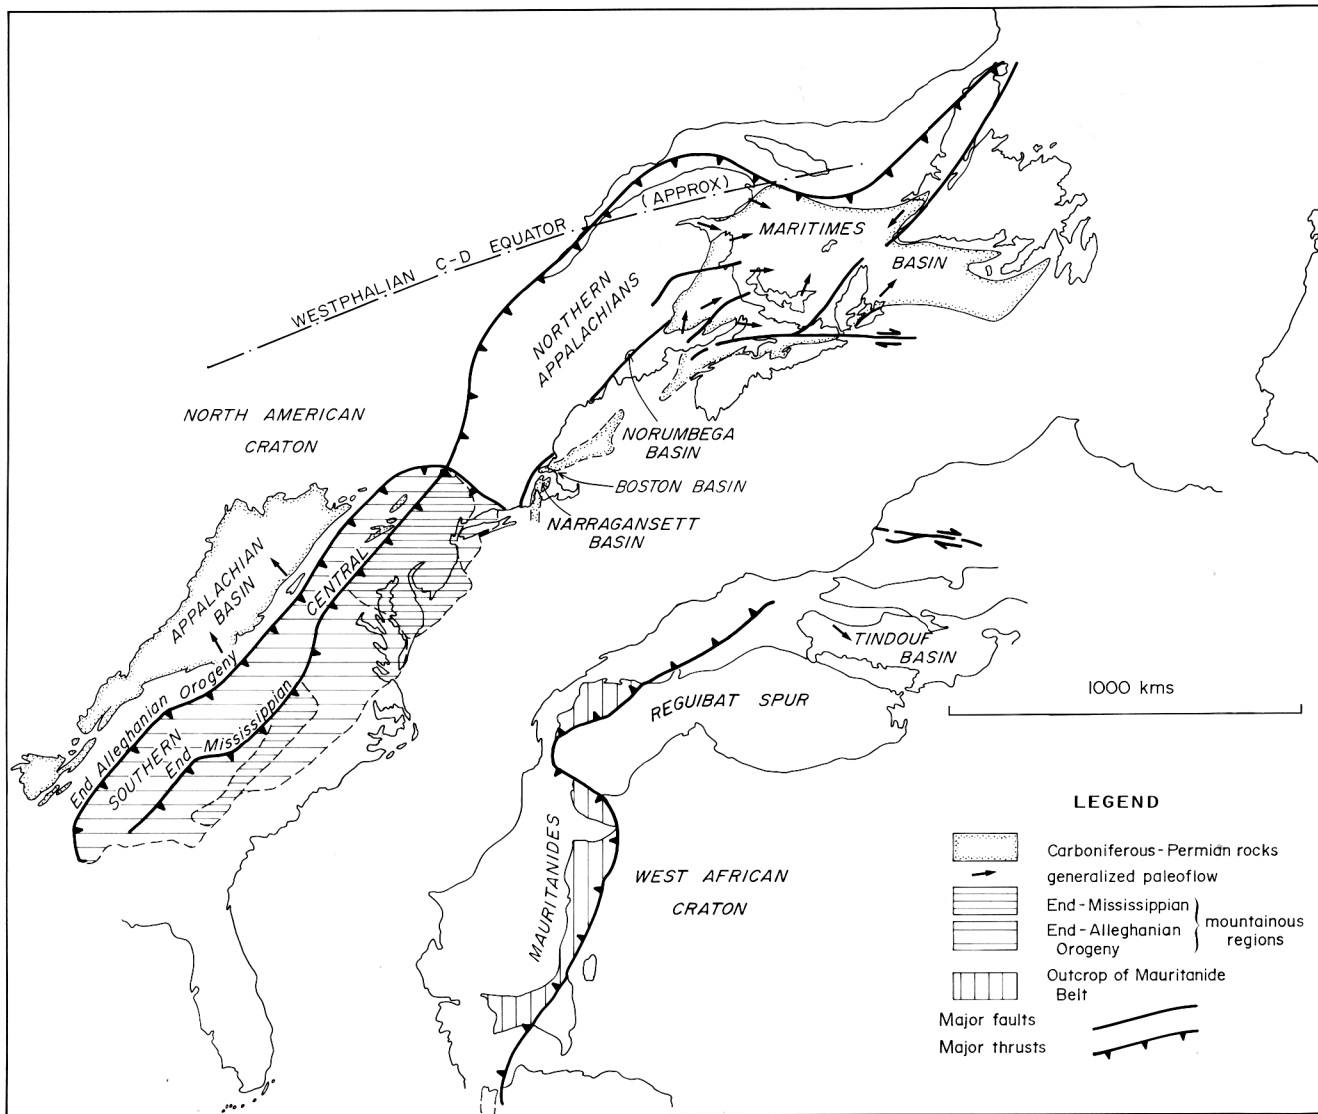 WESTPHALIAN C-D EQUATOR (APPROX)
MARITIMES
BASIN
NORTHERN
APPALACHIANS
NORTH AMERICAN
CRATON
NORUMBEGA
BASIN
BOSTON BASIN
NARRAGANSETT
BASIN
APPALACHIAN
BASIN
CENTRAL
End Alleghanian Orogeny
SOUTHERN
End Mississippian
TINDOUF
BASIN
REGUIBAT SPUR
1000 kms
MAURITANIDES
WEST AFRICAN
CRATON
LEGEND
Carboniferous-Permian rocks
generalized paleoflow
End-Mississippian
End-Alleghanian
Orogeny
mountainous
regions
Outcrop of Mauritanide
Belt
Major faults
Major thrusts